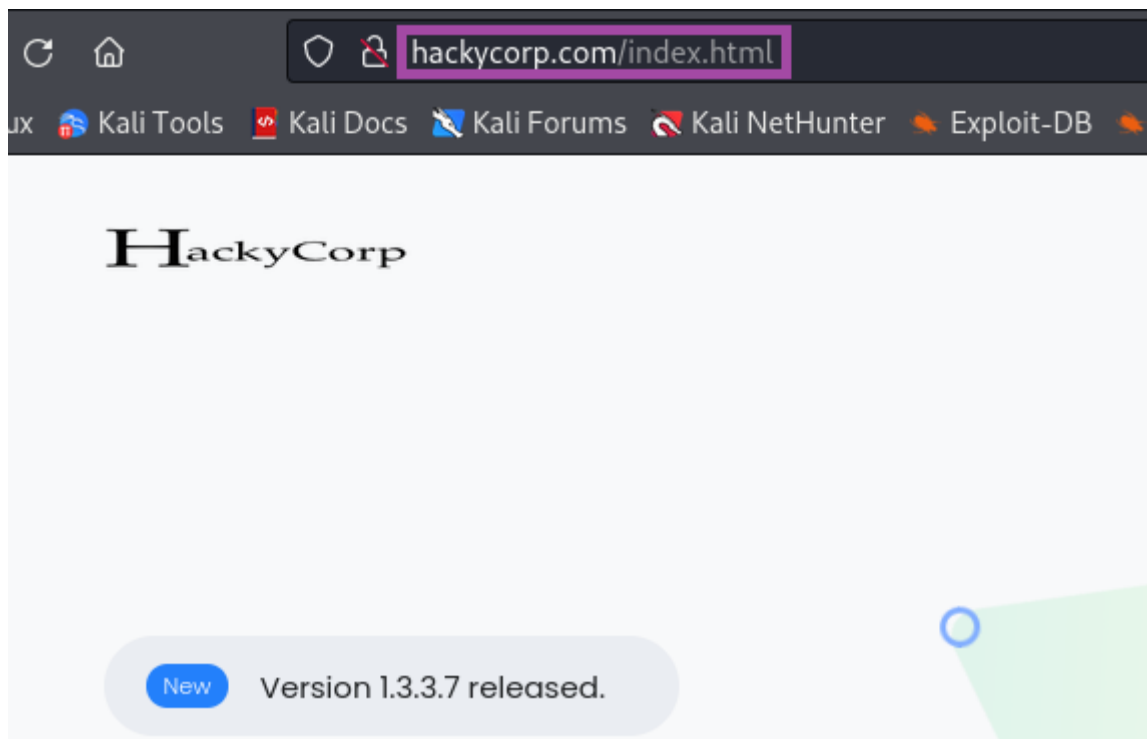 hackycorp.com/index.html
ux Kali Tools Kali Docs Kali Forums Kali NetHunter Exploit-DB
HackyCorp
New Version 1.3.3.7 released.